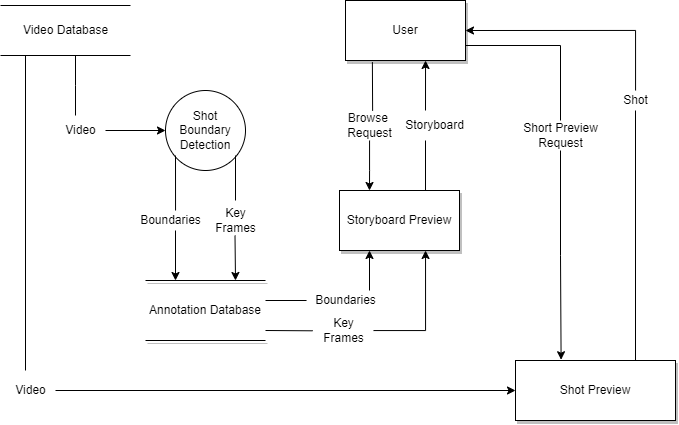 Video Database
User
Shot
Boundary
Detection
Video
Browse
Request
Storyboard
Short Preview
Request
Shot
Boundaries
Key
Frames
Storyboard Preview
Annotation Database
Boundaries
Key
Frames
Video
Shot Preview